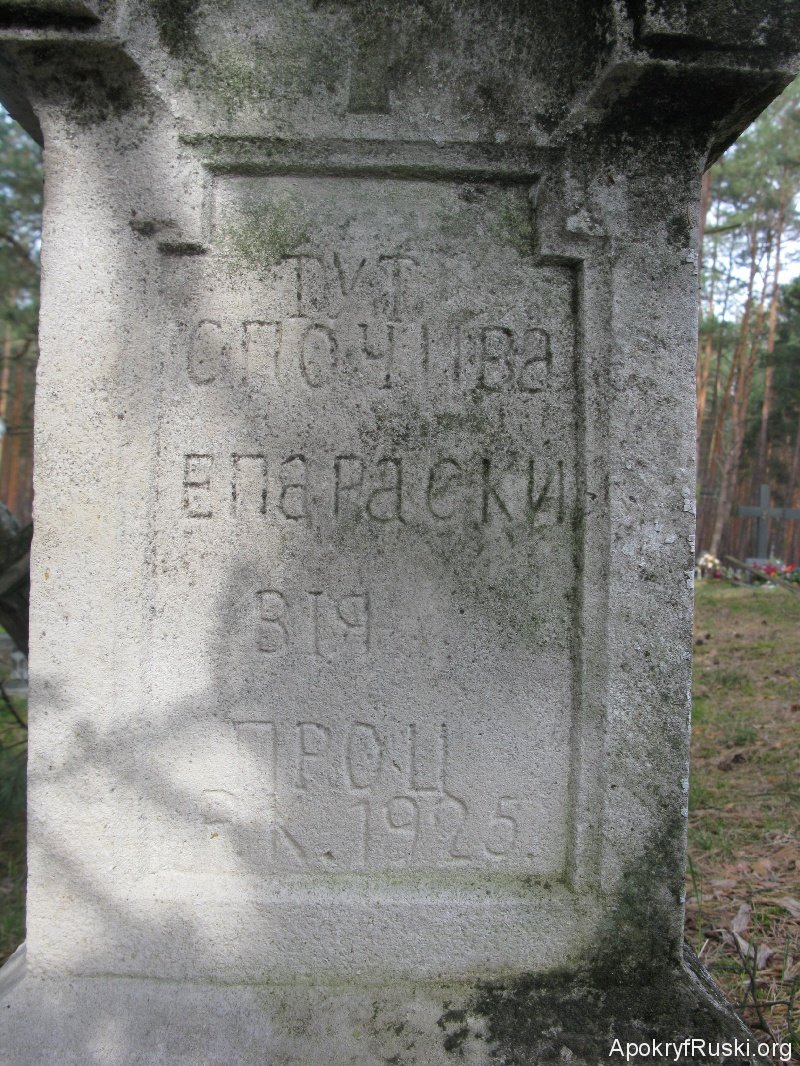 ТУТ
СПОЧИВа
ЕПаРаСКИ
ВІЯ
ПРОЦ
Р.К. 1925.
ApokryfRuski.org